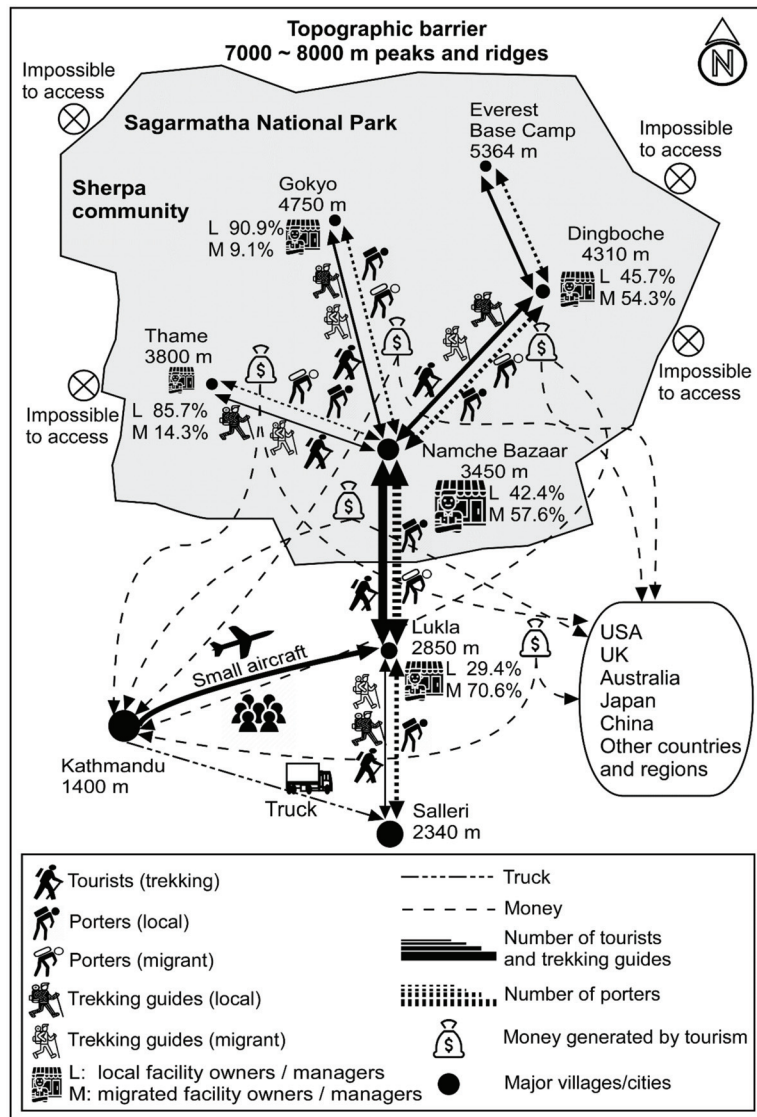 Topographic barrier
7000 ~ 8000 m peaks and ridges
N
Impossible
to access
Sagarmatha National Park
Everest
Base Camp
5364 m
Impossible
to access
Sherpa
community
Gokyo
4750 m
L 90.9%
M 9.1%
Dingboche
4310 m
L 45.7%
M 54.3%
$
$
$
Thame
3800 m
L 85.7%
M 14.3%
Impossible
to access
Impossible
to access
Namche Bazaar
3450 m
L 42.4%
M 57.6%
$
Lukla
2850 m
L 29.4%
M 70.6%
$
Small aircraft
USA
UK
Australia
Japan
China
Other countries
and regions
Kathmandu
1400 m
Truck
Salleri
2340 m
Tourists (trekking)
Porters (local)
Porters (migrant)
Trekking guides (local)
Trekking guides (migrant)
L: local facility owners / managers
M: migrated facility owners / managers
Truck
Money
Number of tourists
and trekking guides
Number of porters
$
Money generated by tourism
Major villages/cities